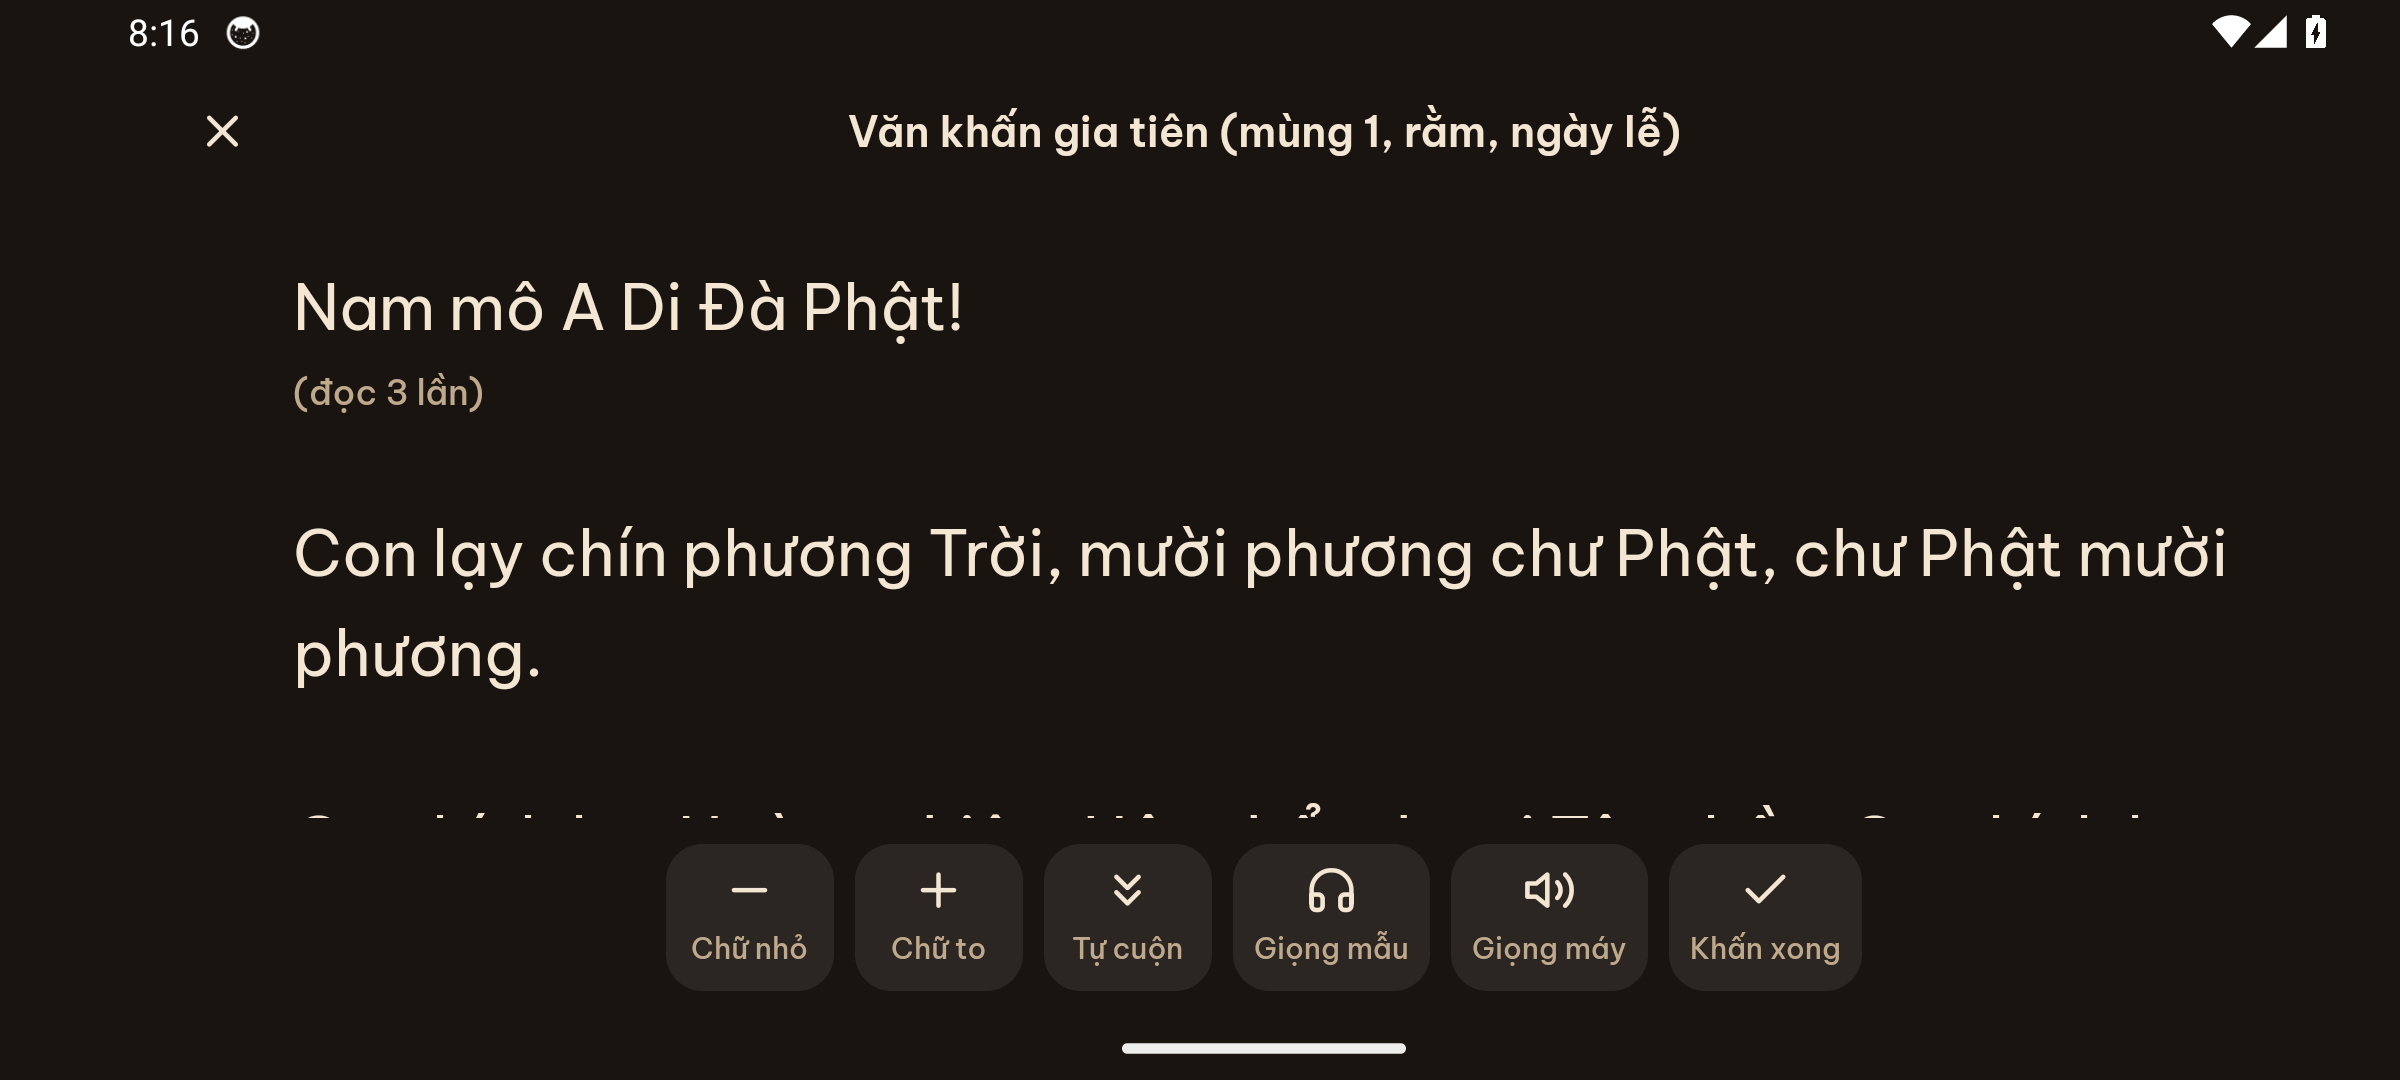 8:16
Văn khấn gia tiên (mùng 1, rằm, ngày lễ)
Nam mô A Di Đà Phật!
(đọc 3 lần)
Con lạy chín phương Trời, mười phương chư Phật, chư Phật mười
phương.
Chữ nhỏ
Chữ to
Tự cuộn
Giọng mẫu
Giọng máy
Khấn xong